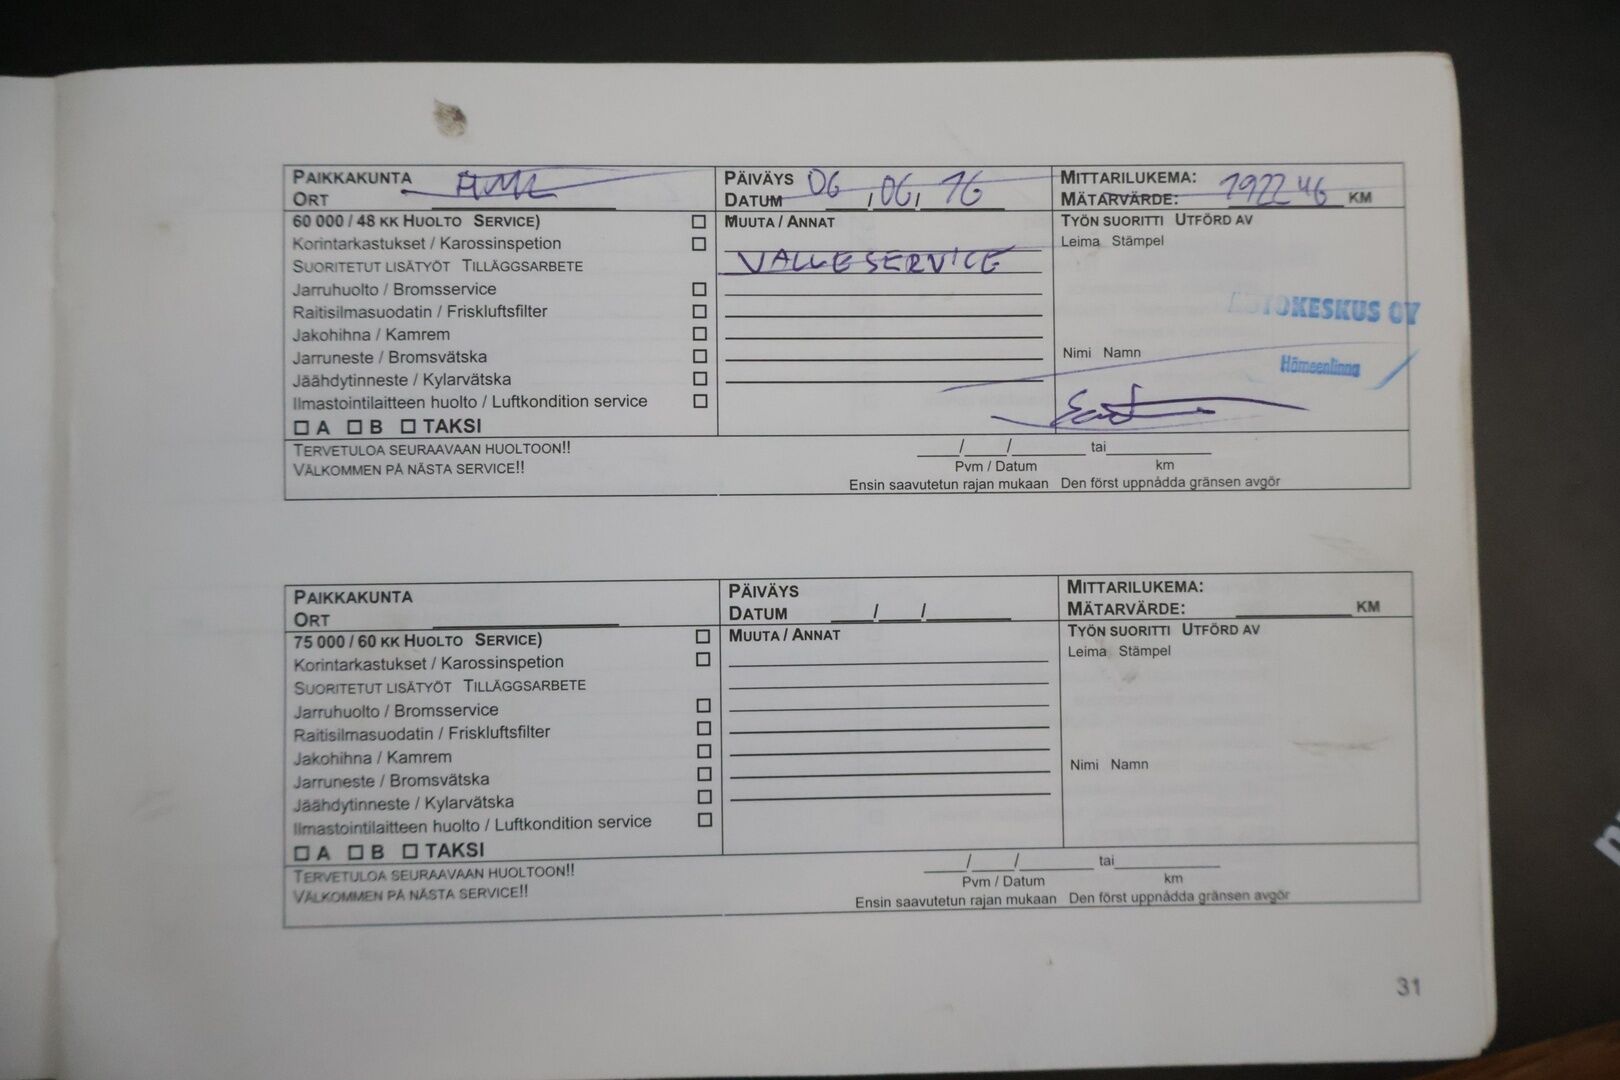 PAIKKAKUNTA HML
ORT
PÄIVÄYS
DATUM 06/06/16
MITTARILUKEMA:
MÄTARVÄRDE: 192246 KM
60 000 / 48 KK HUOLTO SERVICE)
Korintarkastukset / Karossinspetion
SUORITETUT LISÄTYÖT TILLÄGGSARBETE
Jarruhuolto / Bromsservice
Raitisilmasuodatin / Friskluftsfilter
Jakohihna / Kamrem
Jarruneste / Bromsvätska
Jäähdytinneste / Kylarvätska
Ilmastointilaitteen huolto / Luftkondition service
A B TAKSI
MUUTA / ANNAT
VALUESERVICE
TYÖN SUORITTI UTFÖRD AV
Leima Stämpel
AUTOKESKUS OY
Hämeenlinna
Nimi Namn
TERVETULOA SEURAAVAAN HUOLTOON!!
VÄLKOMMEN PÅ NÄSTA SERVICE!!
/ / tai
Pvm / Datum km
Ensin saavutetun rajan mukaan Den först uppnådda gränsen avgör
PAIKKAKUNTA
ORT
PÄIVÄYS
DATUM / /
MITTARILUKEMA:
MÄTARVÄRDE: KM
75 000 / 60 KK HUOLTO SERVICE)
Korintarkastukset / Karossinspetion
SUORITETUT LISÄTYÖT TILLÄGGSARBETE
Jarruhuolto / Bromsservice
Raitisilmasuodatin / Friskluftsfilter
Jakohihna / Kamrem
Jarruneste / Bromsvätska
Jäähdytinneste / Kylarvätska
Ilmastointilaitteen huolto / Luftkondition service
A B TAKSI
MUUTA / ANNAT
TYÖN SUORITTI UTFÖRD AV
Leima Stämpel
Nimi Namn
TERVETULOA SEURAAVAAN HUOLTOON!!
VÄLKOMMEN PÅ NÄSTA SERVICE!!
/ / tai
Pvm / Datum km
Ensin saavutetun rajan mukaan Den först uppnådda gränsen avgör
31